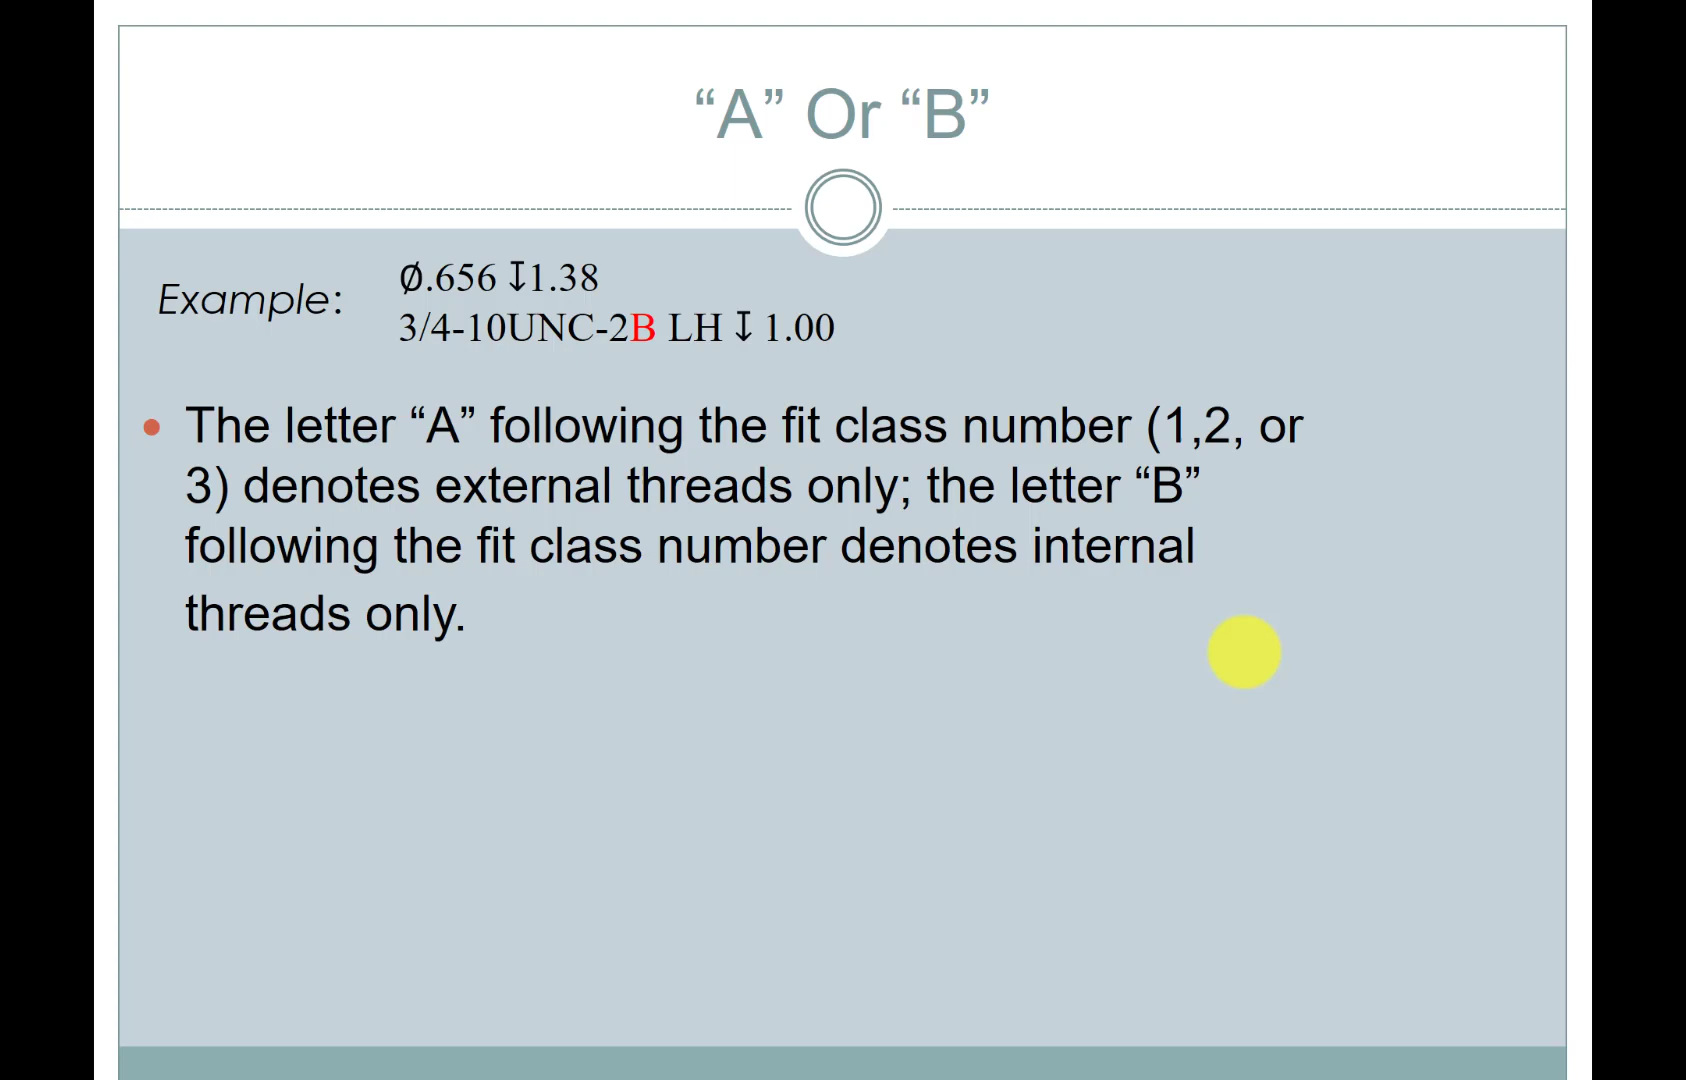 “A” Or “B”
Example:
∅.656 ↧1.38
3/4-10UNC-2B LH ↧ 1.00
• The letter “A” following the fit class number (1,2, or
3) denotes external threads only; the letter “B”
following the fit class number denotes internal
threads only.